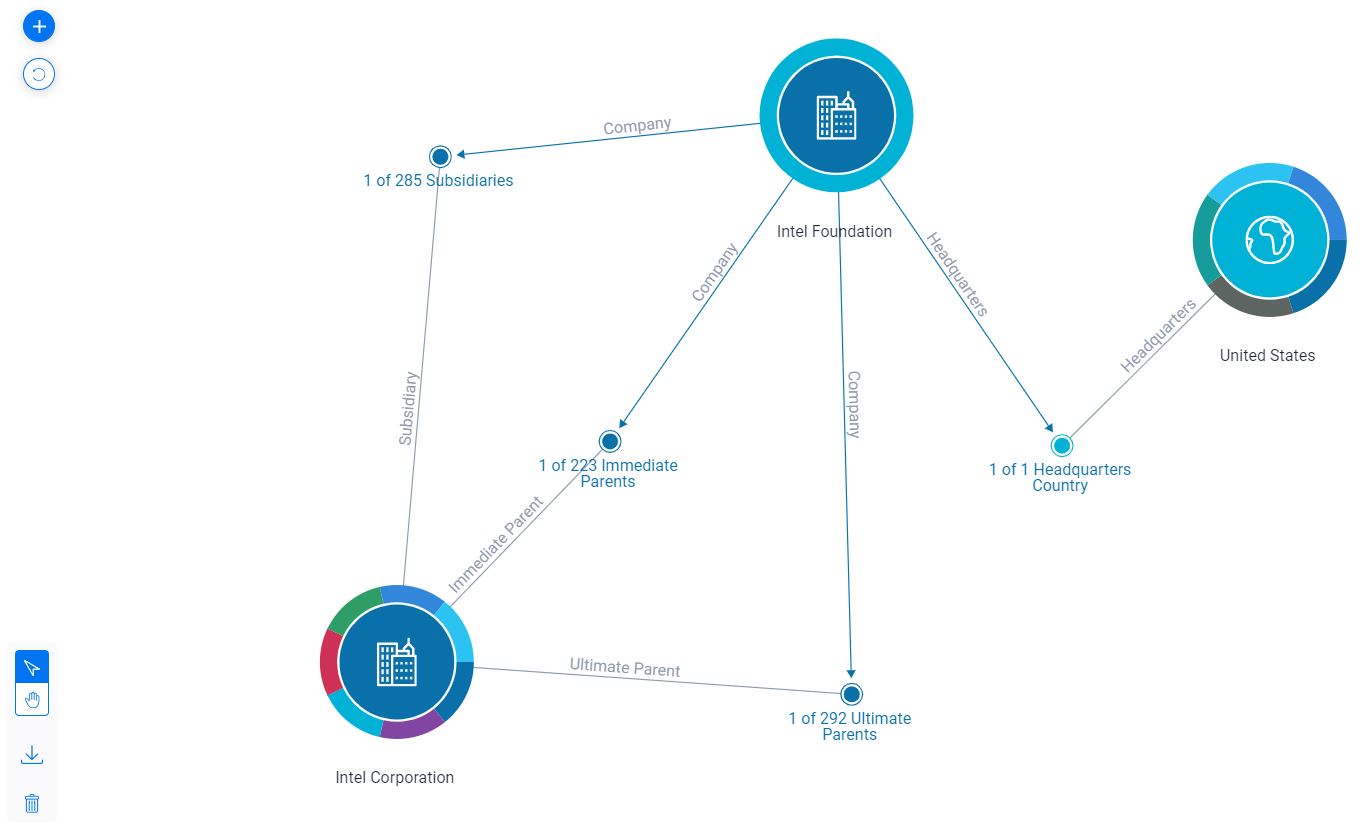 Company
1 of 285 Subsidiaries
Intel Foundation
Company
Headquarters
Headquarters
United States
Subsidiary
Company
1 of 223 Immediate
Parents
1 of 1 Headquarters
Country
Immediate Parent
Ultimate Parent
1 of 292 Ultimate
Parents
Intel Corporation